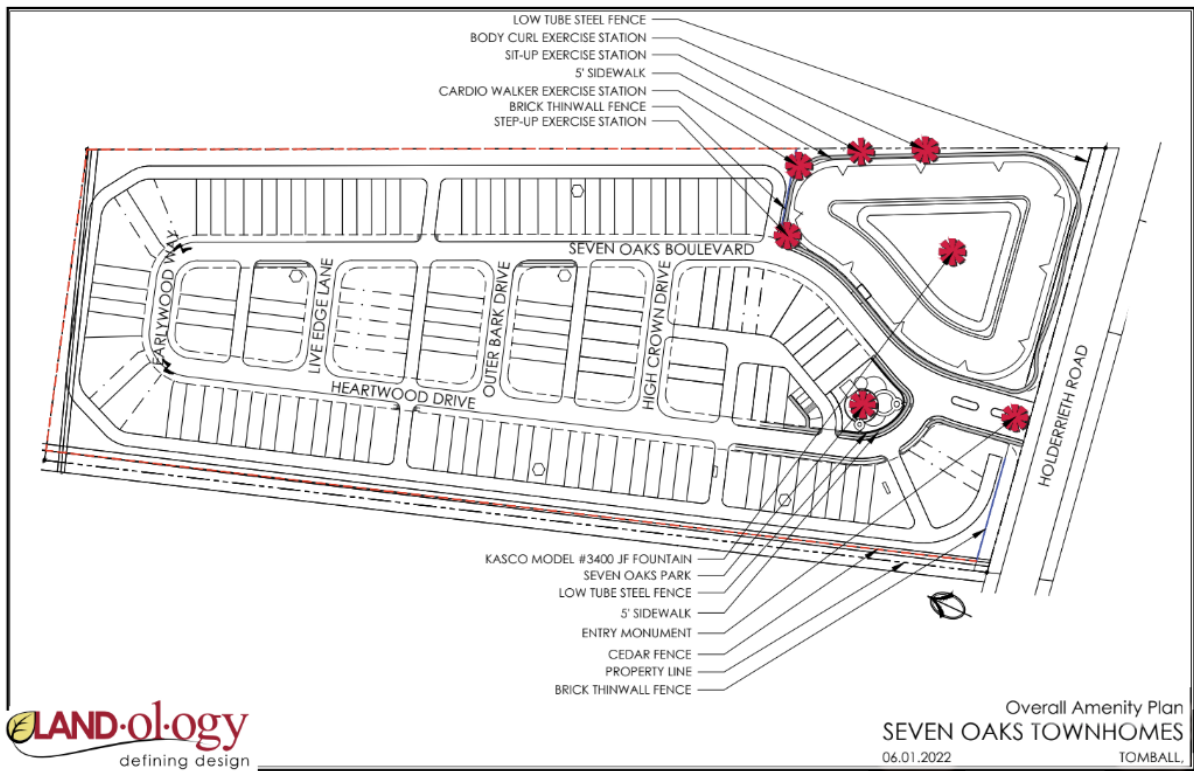 LOW TUBE STEEL FENCE
BODY CURL EXERCISE STATION
SIT-UP EXERCISE STATION
5' SIDEWALK
CARDIO WALKER EXERCISE STATION
BRICK THINWALL FENCE
STEP-UP EXERCISE STATION
SEVEN OAKS BOULEVARD
EARLYWOOD WAY
LIVE EDGE LANE
OUTER BARK DRIVE
HIGH CROWN DRIVE
HEARTWOOD DRIVE
HOLDERRIETH ROAD
KASCO MODEL #3400 JF FOUNTAIN
SEVEN OAKS PARK
LOW TUBE STEEL FENCE
5' SIDEWALK
ENTRY MONUMENT
CEDAR FENCE
PROPERTY LINE
BRICK THINWALL FENCE
LAND·ol·ogy
defining design
Overall Amenity Plan
SEVEN OAKS TOWNHOMES
06.01.2022 TOMBALL,